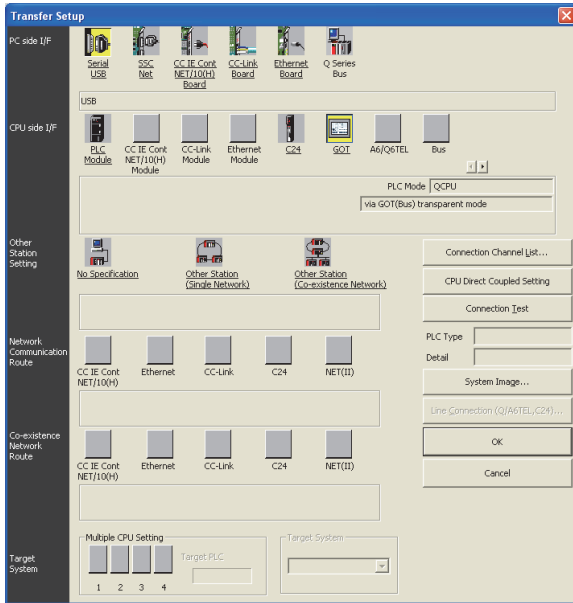 Transfer Setup
PC side I/F
Serial USB
SSC Net
CC IE Cont NET/10(H) Board
CC-Link Board
Ethernet Board
Q Series Bus
USB
CPU side I/F
PLC Module
CC IE Cont NET/10(H) Module
CC-Link Module
Ethernet Module
C24
GOT
A6/Q6TEL
Bus
PLC Mode QCPU
via GOT(Bus) transparent mode
Other Station Setting
No Specification
Other Station (Single Network)
Other Station (Co-existence Network)
Connection Channel List...
CPU Direct Coupled Setting
Connection Test
PLC Type
Detail
System Image...
Line Connection (Q/A6TEL,C24)...
OK
Cancel
Network Communication Route
CC IE Cont NET/10(H)
Ethernet
CC-Link
C24
NET(II)
Co-existence Network Route
CC IE Cont NET/10(H)
Ethernet
CC-Link
C24
NET(II)
Target System
Multiple CPU Setting
1 2 3 4
Target PLC
Target System